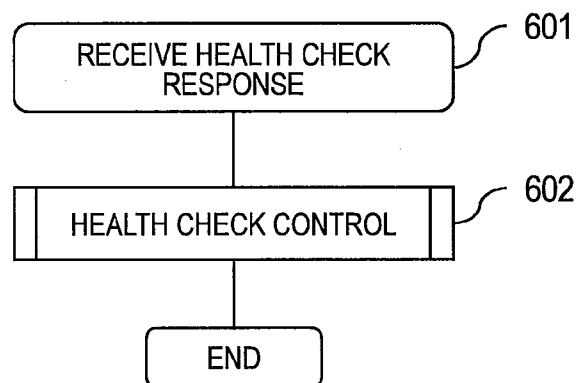 601
RECEIVE HEALTH CHECK
RESPONSE
602
HEALTH CHECK CONTROL
END